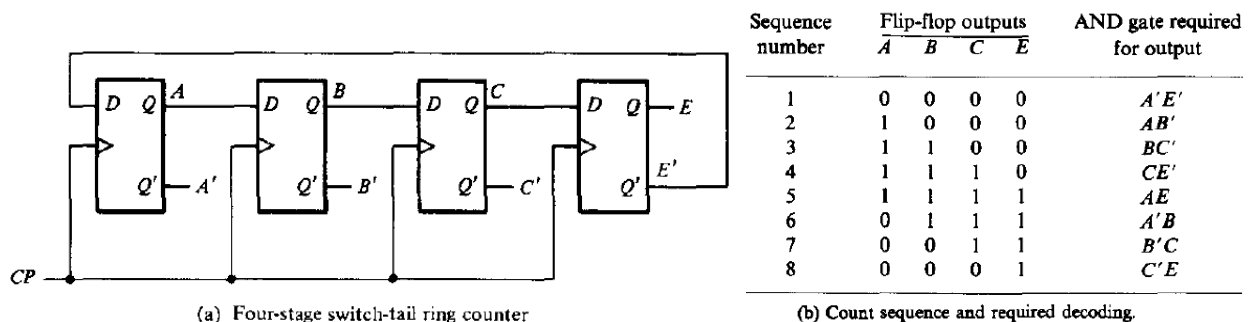 A
B
C
D Q
D Q
D Q
D Q
E
E'
Q'
A'
Q'
B'
Q'
C'
Q'
CP
(a) Four-stage switch-tail ring counter
Sequence number Flip-flop outputs AND gate required for output
A B C E
1 0 0 0 0 A'E'
2 1 0 0 0 AB'
3 1 1 0 0 BC'
4 1 1 1 0 CE'
5 1 1 1 1 AE
6 0 1 1 1 A'B
7 0 0 1 1 B'C
8 0 0 0 1 C'E
(b) Count sequence and required decoding.